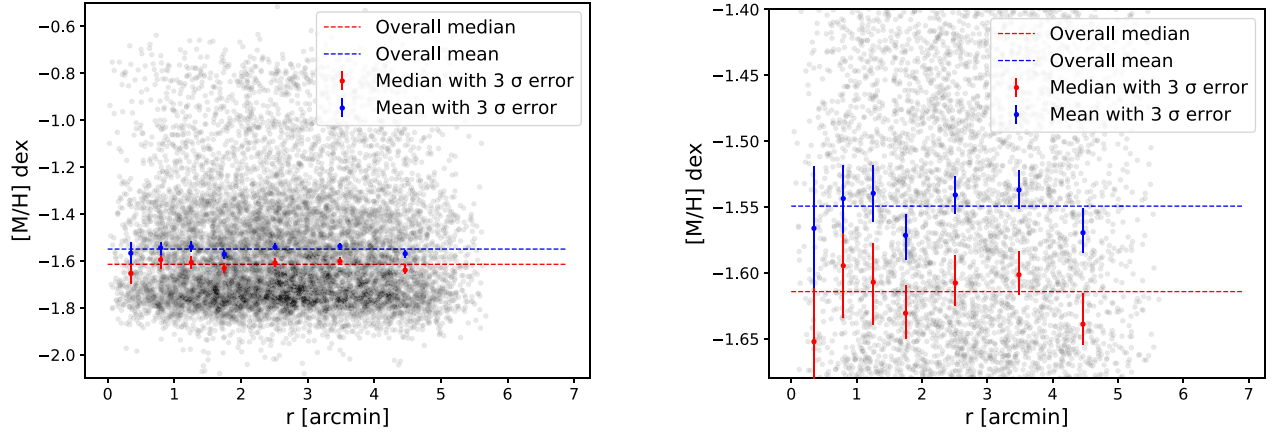 −0.6
−0.8
−1.0
−1.2
−1.4
−1.6
−1.8
−2.0
[M/H] dex
0 1 2 3 4 5 6 7
r [arcmin]
Overall median
Overall mean
Median with 3 σ error
Mean with 3 σ error
−1.40
−1.45
−1.50
−1.55
−1.60
−1.65
0 1 2 3 4 5 6 7
r [arcmin]
Overall median
Overall mean
Median with 3 σ error
Mean with 3 σ error